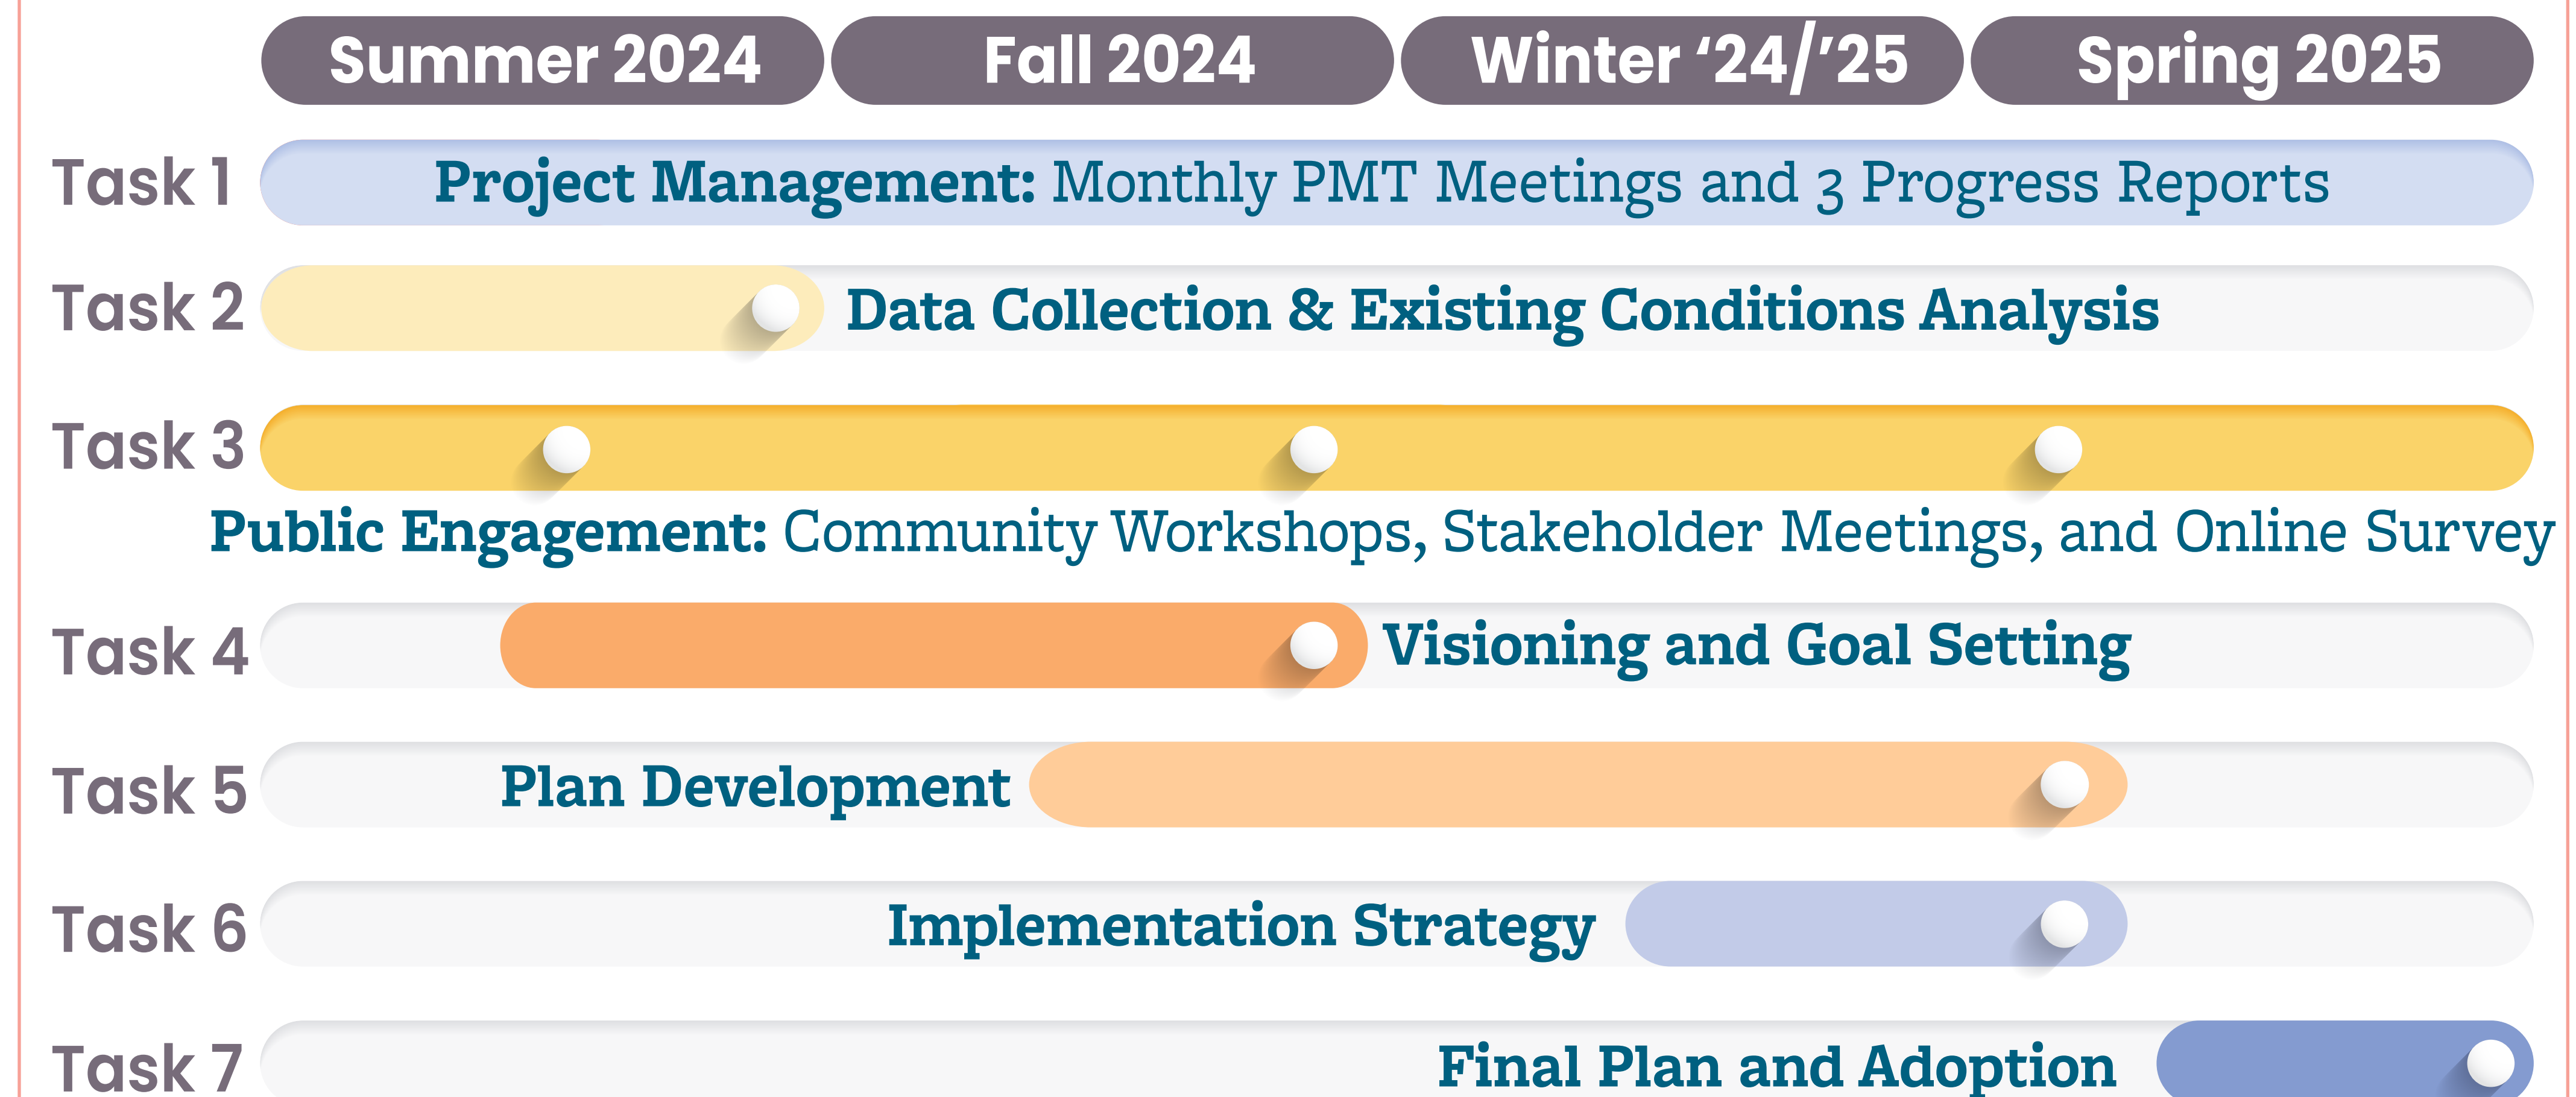 Summer 2024 Fall 2024 Winter ‘24/’25 Spring 2025
Task 1 Project Management: Monthly PMT Meetings and 3 Progress Reports
Task 2 Data Collection & Existing Conditions Analysis
Task 3
Public Engagement: Community Workshops, Stakeholder Meetings, and Online Survey
Task 4 Visioning and Goal Setting
Task 5 Plan Development
Task 6 Implementation Strategy
Task 7 Final Plan and Adoption